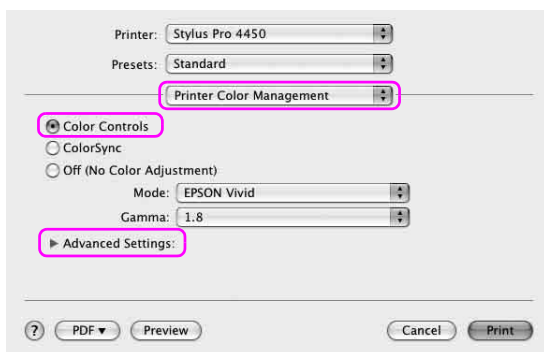 Printer: Stylus Pro 4450
Presets: Standard
Printer Color Management
Color Controls
ColorSync
Off (No Color Adjustment)
Mode: EPSON Vivid
Gamma: 1.8
Advanced Settings:
? PDF Preview Cancel Print